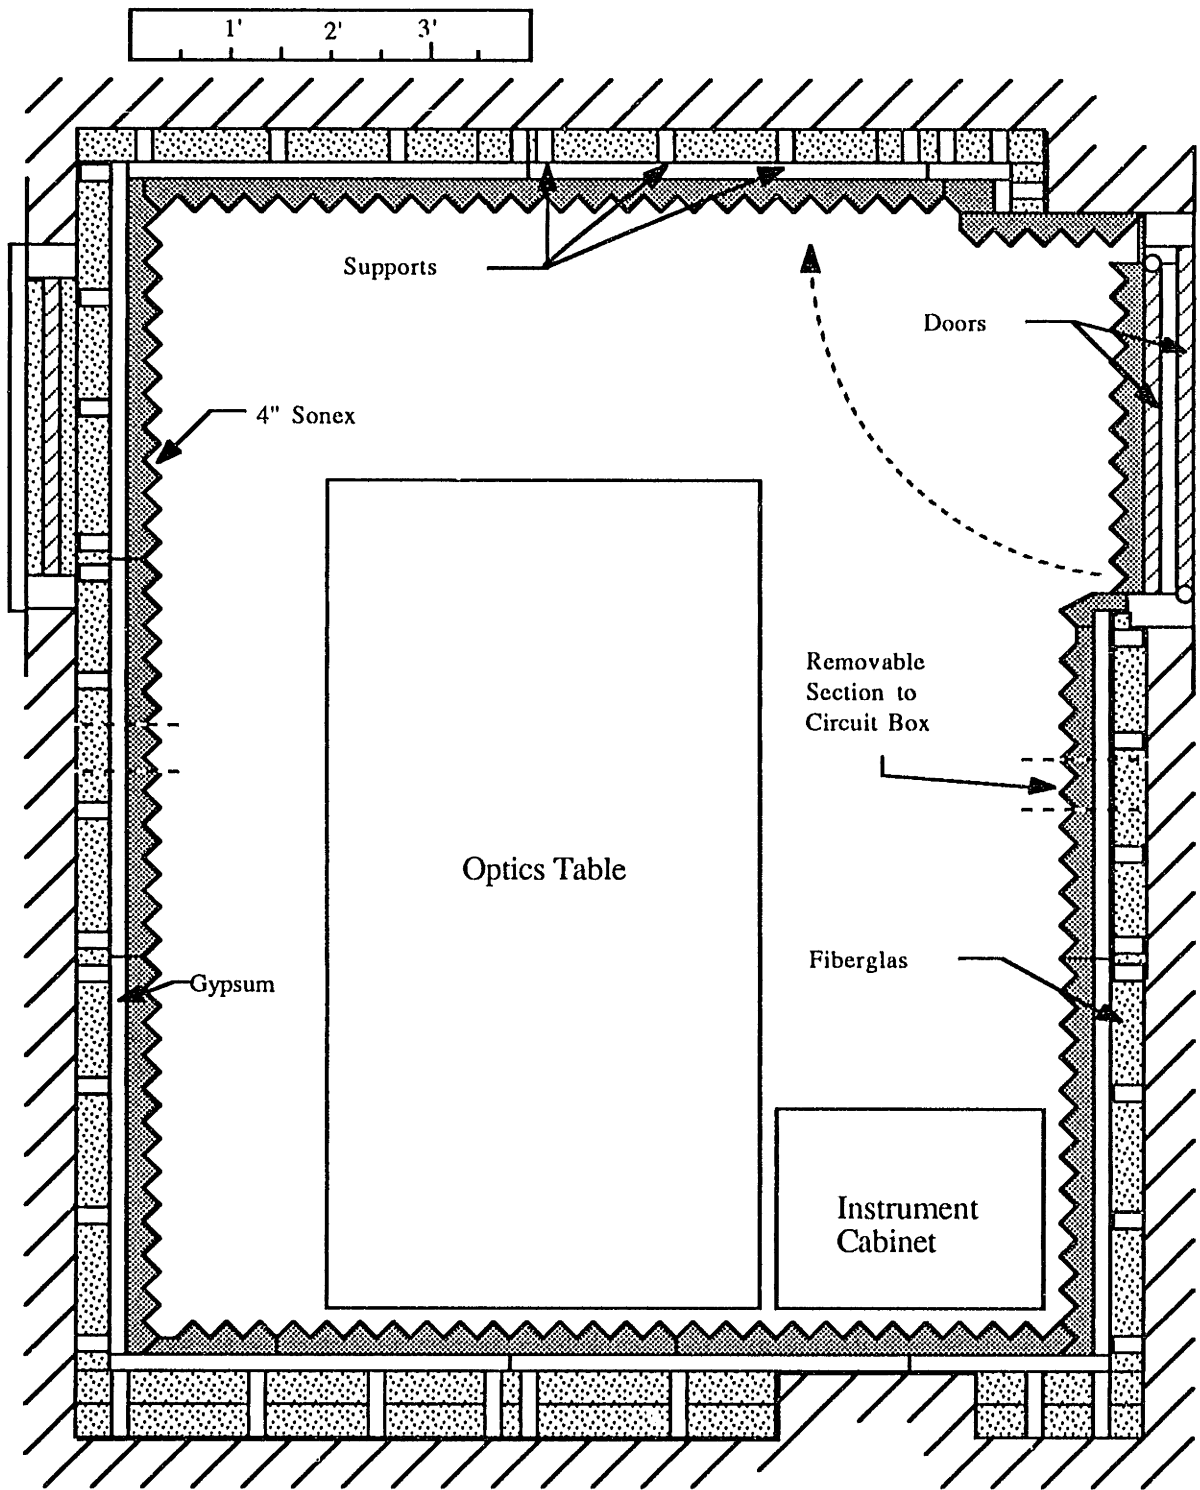 1' 2' 3'
Supports
Doors
4" Sonex
Removable
Section to
Circuit Box
Optics Table
Fiberglas
Gypsum
Instrument
Cabinet